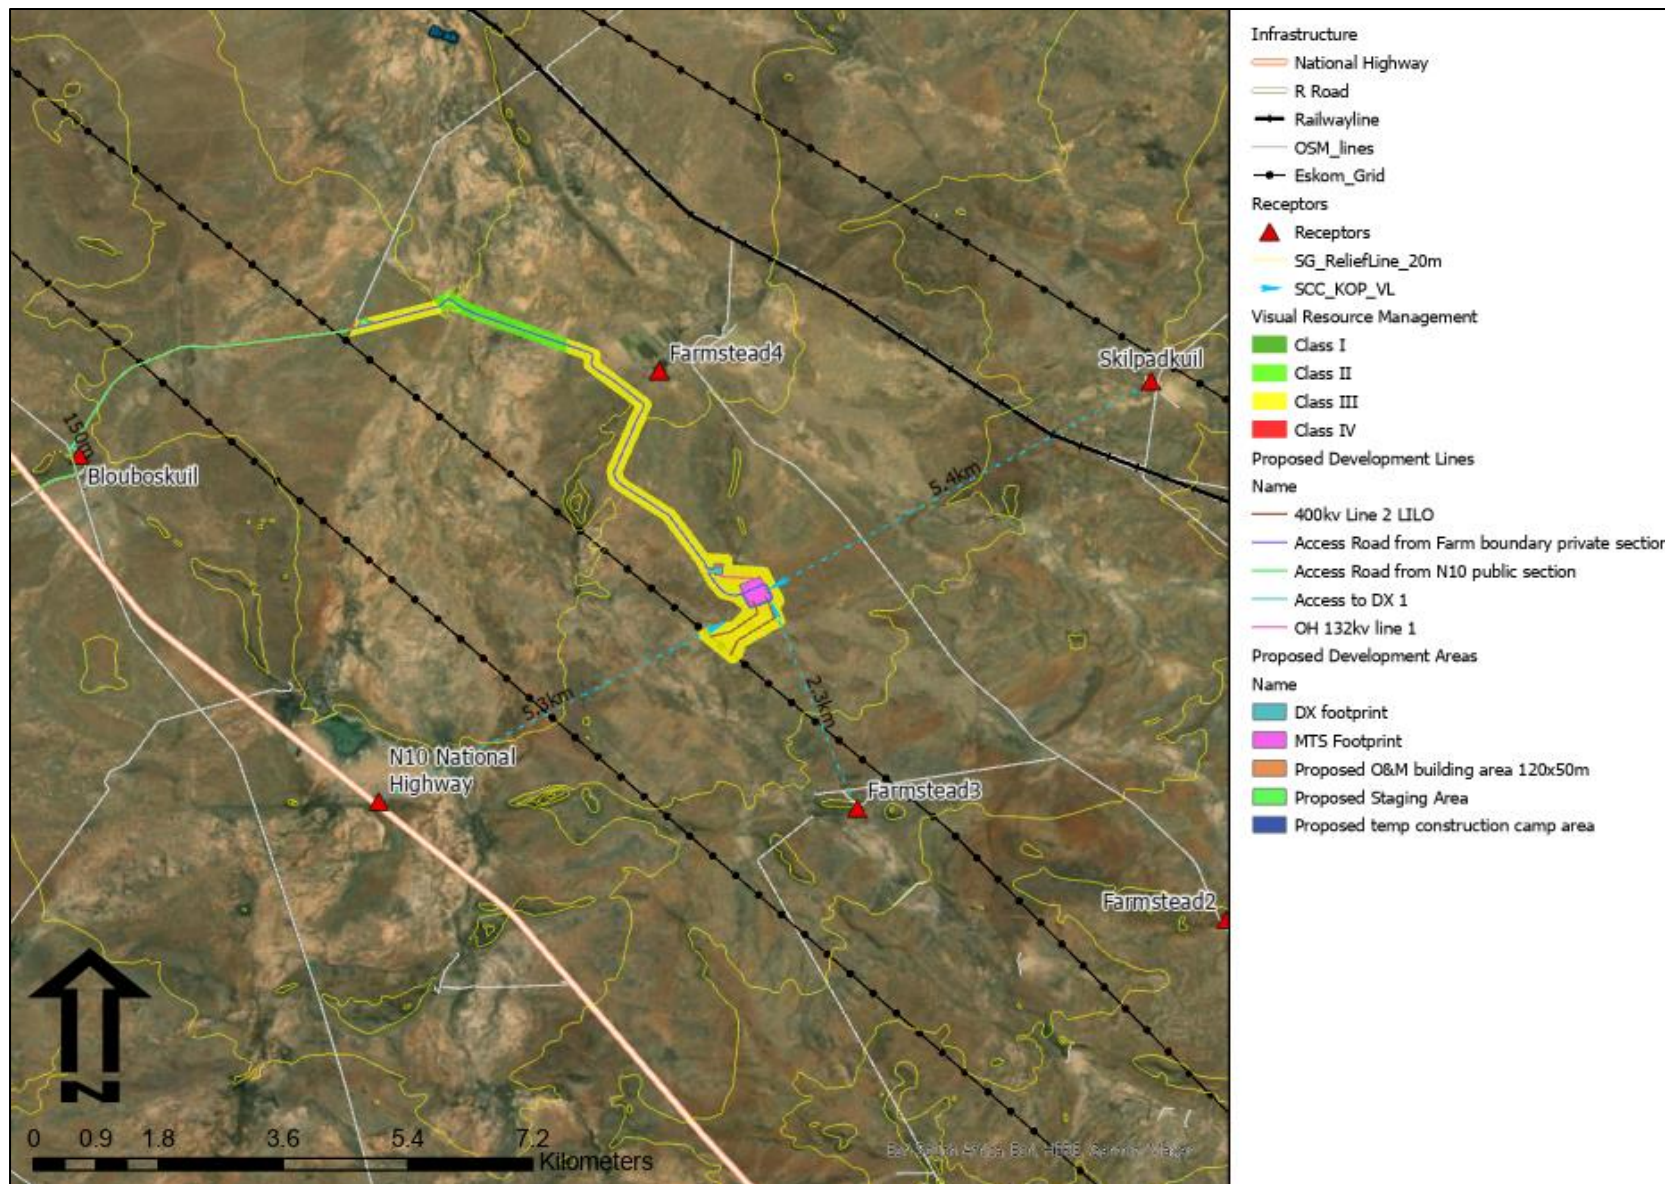 Farmstead4
Skilpadkuil
150m
Blouboskuil
5.4km
5.3km
2.3km
N10 National
Highway
Farmstead3
Farmstead2
N
0 0.9 1.8 3.6 5.4 7.2
Kilometers
Infrastructure
National Highway
R Road
Railwayline
OSM_lines
Eskom_Grid
Receptors
Receptors
SG_ReliefLine_20m
SCC_KOP_VL
Visual Resource Management
Class I
Class II
Class III
Class IV
Proposed Development Lines
Name
400kv Line 2 LILO
Access Road from Farm boundary private section
Access Road from N10 public section
Access to DX 1
OH 132kv line 1
Proposed Development Areas
Name
DX footprint
MTS Footprint
Proposed O&M building area 120x50m
Proposed Staging Area
Proposed temp construction camp area